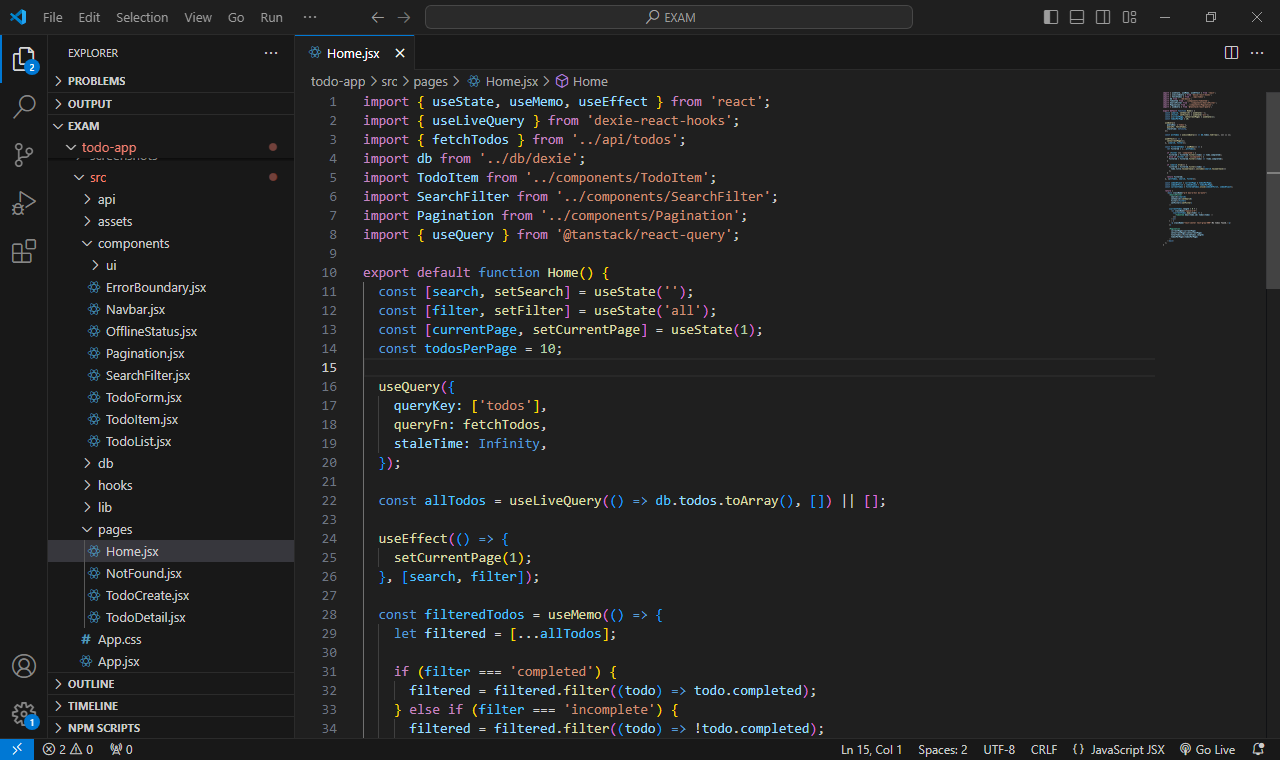 File Edit Selection View Go Run ···
EXAM
EXPLORER
PROBLEMS
OUTPUT
EXAM
todo-app
screenshots
src
api
assets
components
ui
ErrorBoundary.jsx
Navbar.jsx
OfflineStatus.jsx
Pagination.jsx
SearchFilter.jsx
TodoForm.jsx
TodoItem.jsx
TodoList.jsx
db
hooks
lib
pages
Home.jsx
NotFound.jsx
TodoCreate.jsx
TodoDetail.jsx
# App.css
App.jsx
OUTLINE
TIMELINE
NPM SCRIPTS
2
1
Home.jsx
todo-app > src > pages > Home.jsx > Home
1 import { useState, useMemo, useEffect } from 'react';
2 import { useLiveQuery } from 'dexie-react-hooks';
3 import { fetchTodos } from '../api/todos';
4 import db from '../db/dexie';
5 import TodoItem from '../components/TodoItem';
6 import SearchFilter from '../components/SearchFilter';
7 import Pagination from '../components/Pagination';
8 import { useQuery } from '@tanstack/react-query';
9
10 export default function Home() {
11 const [search, setSearch] = useState('');
12 const [filter, setFilter] = useState('all');
13 const [currentPage, setCurrentPage] = useState(1);
14 const todosPerPage = 10;
15
16 useQuery({
17 queryKey: ['todos'],
18 queryFn: fetchTodos,
19 staleTime: Infinity,
20 });
21
22 const allTodos = useLiveQuery(() => db.todos.toArray(), []) || [];
23
24 useEffect(() => {
25 setCurrentPage(1);
26 }, [search, filter]);
27
28 const filteredTodos = useMemo(() => {
29 let filtered = [...allTodos];
30
31 if (filter === 'completed') {
32 filtered = filtered.filter((todo) => todo.completed);
33 } else if (filter === 'incomplete') {
34 filtered = filtered.filter((todo) => !todo.completed);
2 0 0 Ln 15, Col 1 Spaces: 2 UTF-8 CRLF {} JavaScript JSX Go Live